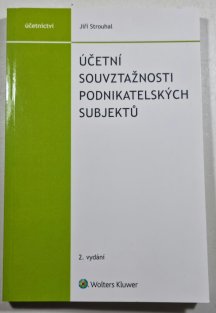 účetnictví
Jiří Strouhal
ÚČETNÍ
SOUVZTAŽNOSTI
PODNIKATELSKÝCH
SUBJEKTŮ
2. vydání
Wolters Kluwer